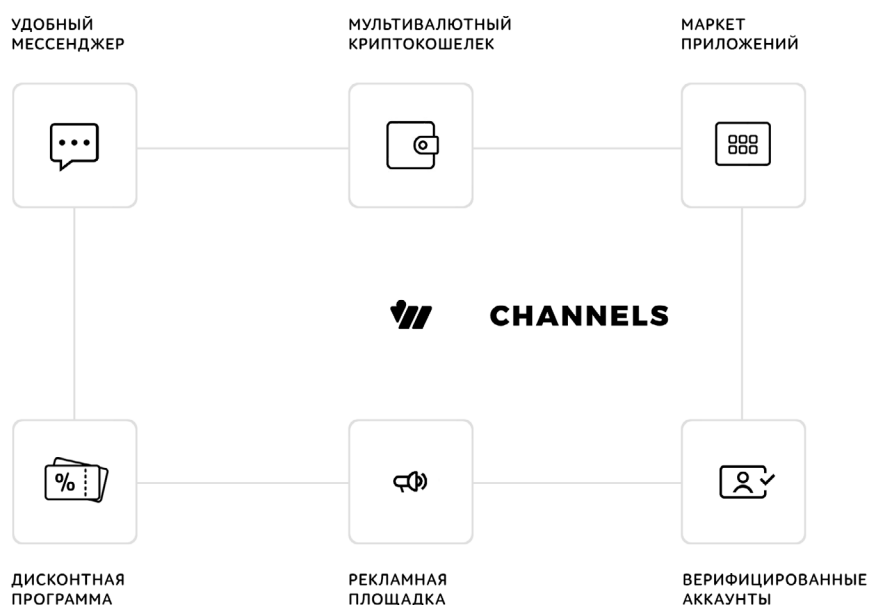 УДОБНЫЙ
МЕССЕНДЖЕР
МУЛЬТИВАЛЮТНЫЙ
КРИПТОКОШЕЛЕК
МАРКЕТ
ПРИЛОЖЕНИЙ
CHANNELS
%
ДИСКОНТНАЯ
ПРОГРАММА
РЕКЛАМНАЯ
ПЛОЩАДКА
ВЕРИФИЦИРОВАННЫЕ
АККАУНТЫ